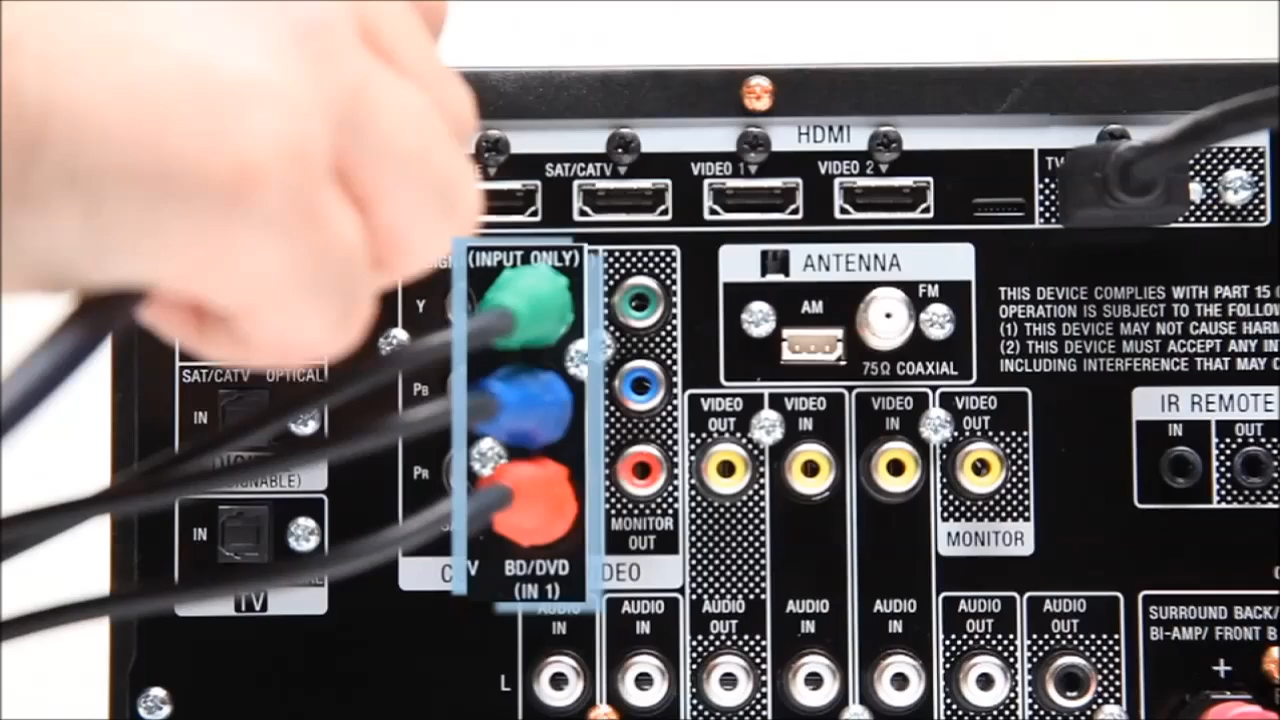 HDMI
SAT/CATV
VIDEO 1
VIDEO 2
TV
(INPUT ONLY)
Y
PB
PR
BD/DVD
(IN 1)
MONITOR
OUT
ANTENNA
AM
FM
75Ω COAXIAL
THIS DEVICE COMPLIES WITH PART 15
OPERATION IS SUBJECT TO THE FOLLOW
(1) THIS DEVICE MAY NOT CAUSE HARM
(2) THIS DEVICE MUST ACCEPT ANY INT
INCLUDING INTERFERENCE THAT MAY C
SAT/CATV OPTICAL
IN
IN
TV
VIDEO
OUT
VIDEO
IN
VIDEO
IN
VIDEO
OUT
MONITOR
IR REMOTE
IN
OUT
AUDIO
IN
AUDIO
IN
AUDIO
OUT
AUDIO
IN
AUDIO
IN
AUDIO
OUT
AUDIO
OUT
L
SURROUND BACK/
BI-AMP/ FRONT B
+